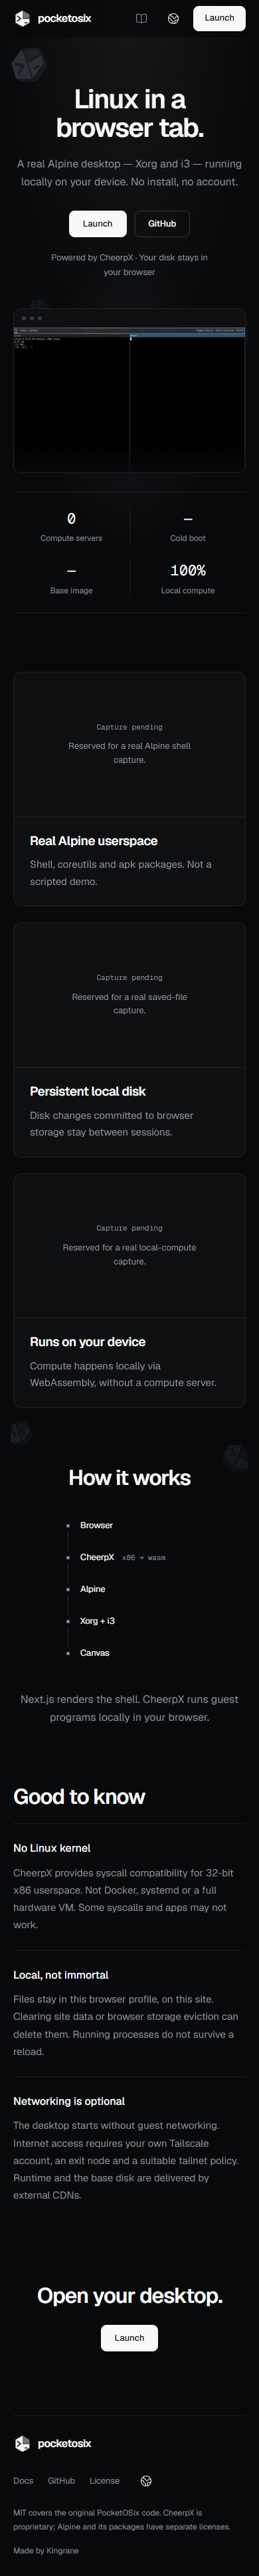 pocketosix
Launch
Linux in a
browser tab.
A real Alpine desktop — Xorg and i3 — running
locally on your device. No install, no account.
Launch
GitHub
Powered by CheerpX · Your disk stays in
your browser
0
—
Compute servers
Cold boot
—
100%
Base image
Local compute
Capture pending
Reserved for a real Alpine shell
capture.
Real Alpine userspace
Shell, coreutils and apk packages. Not a
scripted demo.
Capture pending
Reserved for a real saved-file
capture.
Persistent local disk
Disk changes committed to browser
storage stay between sessions.
Capture pending
Reserved for a real local-compute
capture.
Runs on your device
Compute happens locally via
WebAssembly, without a compute server.
How it works
Browser
CheerpX x86 → wasm
Alpine
Xorg + i3
Canvas
Next.js renders the shell. CheerpX runs guest
programs locally in your browser.
Good to know
No Linux kernel
CheerpX provides syscall compatibility for 32-bit
x86 userspace. Not Docker, systemd or a full
hardware VM. Some syscalls and apps may not
work.
Local, not immortal
Files stay in this browser profile, on this site.
Clearing site data or browser storage eviction can
delete them. Running processes do not survive a
reload.
Networking is optional
The desktop starts without guest networking.
Internet access requires your own Tailscale
account, an exit node and a suitable tailnet policy.
Runtime and the base disk are delivered by
external CDNs.
Open your desktop.
Launch
pocketosix
Docs
GitHub
License
MIT covers the original PocketOSix code. CheerpX is
proprietary; Alpine and its packages have separate licenses.
Made by Kingrane